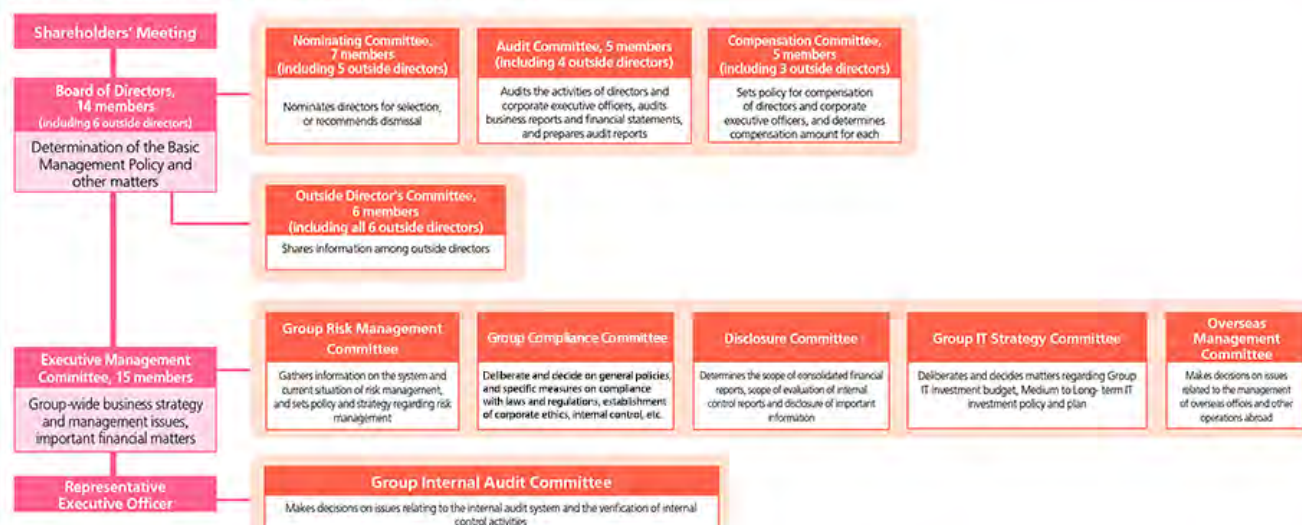 Shareholders' Meeting
Board of Directors,
14 members
(including 6 outside directors)
Determination of the Basic
Management Policy and
other matters
Nominating Committee,
7 members
(including 5 outside directors)
Nominates directors for selection,
or recommends dismissal
Audit Committee, 5 members
(including 4 outside directors)
Audits the activities of directors and
corporate executive officers, audits
business reports and financial statements,
and prepares audit reports
Compensation Committee,
5 members
(including 3 outside directors)
Sets policy for compensation
of directors and corporate
executive officers, and determines
compensation amount for each
Outside Director's Committee,
6 members
(including all 6 outside directors)
Shares information among outside directors
Executive Management
Committee, 15 members
Group-wide business strategy
and management issues,
important financial matters
Group Risk Management
Committee
Gathers information on the system and
current situation of risk management,
and sets policy and strategy regarding risk
management
Group Compliance Committee
Deliberate and decide on general policies
and specific measures on compliance
with laws and regulations, establishment
of corporate ethics, internal control, etc.
Disclosure Committee
Determines the scope of consolidated financial
reports, scope of evaluation of internal
control reports and disclosure of important
information
Group IT Strategy Committee
Deliberates and decides matters regarding Group
IT investment budget, Medium to Long- term IT
investment policy and plan
Overseas
Management
Committee
Makes decisions on issues
related to the management
of overseas offices and other
operations abroad
Representative
Executive Officer
Group Internal Audit Committee
Makes decisions on issues relating to the internal audit system and the verification of internal
control activities